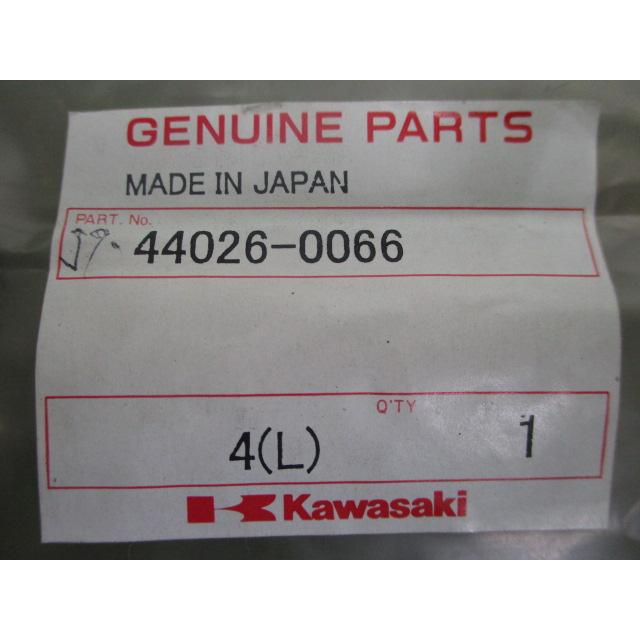 GENUINE PARTS
MADE IN JAPAN
PART. No.
44026-0066
Q'TY
4(L) 1
Kawasaki